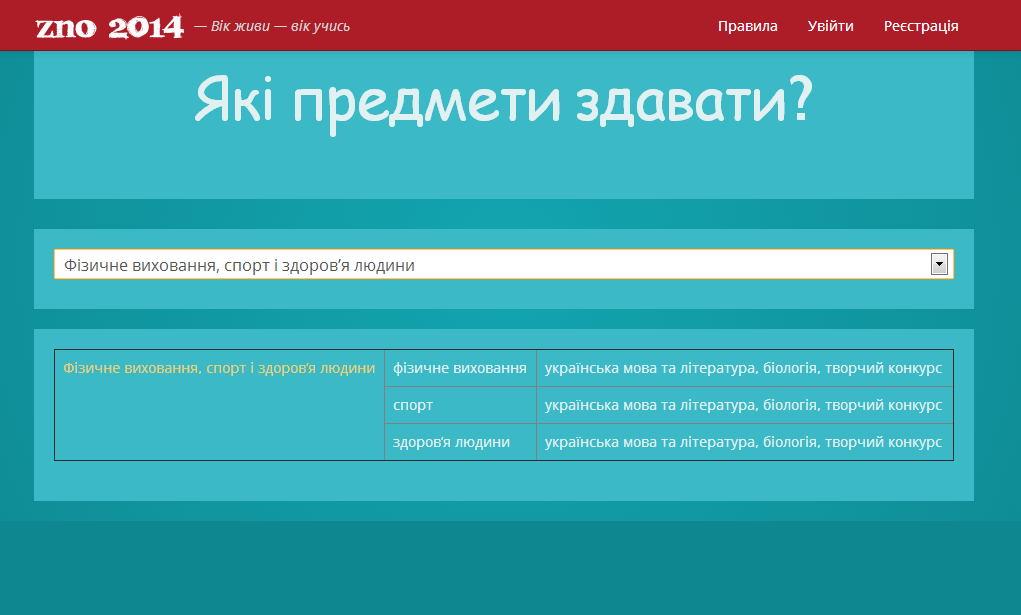 zno 2014 — Вік живи — вік учись Правила Увійти Реєстрація
Які предмети здавати?
Фізичне виховання, спорт і здоров’я людини
Фізичне виховання, спорт і здоров’я людини фізичне виховання українська мова та література, біологія, творчий конкурс
спорт українська мова та література, біологія, творчий конкурс
здоров’я людини українська мова та література, біологія, творчий конкурс